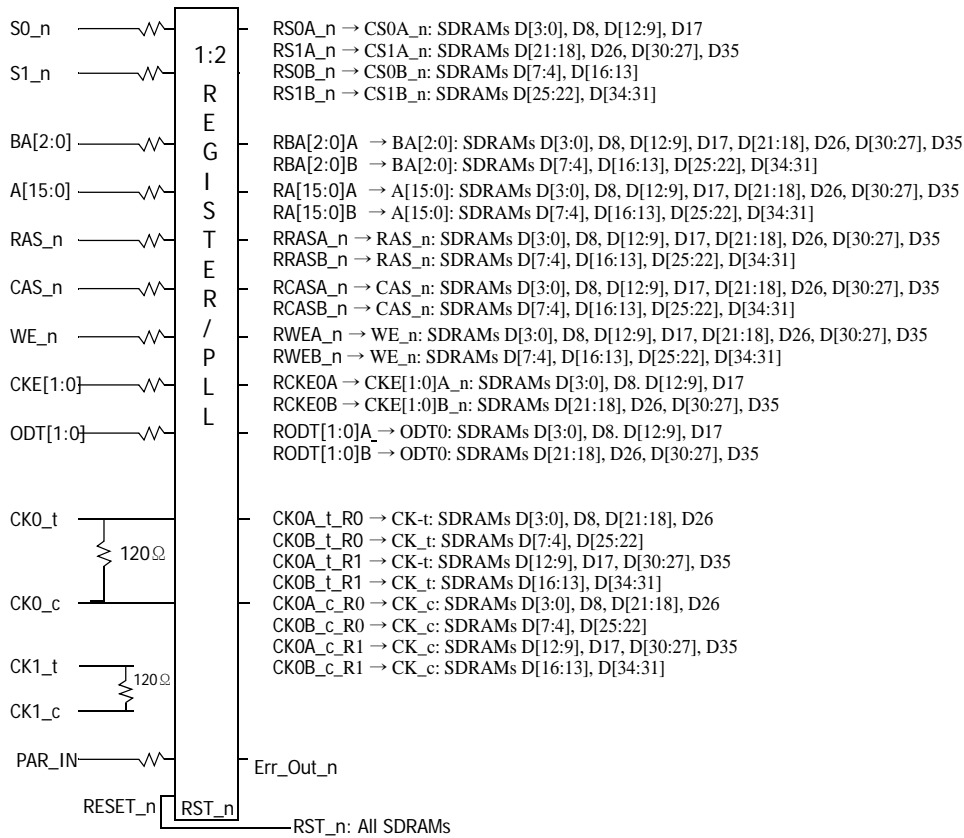 S0_n
RS0A_n → CS0A_n: SDRAMs D[3:0], D8, D[12:9], D17
RS1A_n → CS1A_n: SDRAMs D[21:18], D26, D[30:27], D35
S1_n
RS0B_n → CS0B_n: SDRAMs D[7:4], D[16:13]
RS1B_n → CS1B_n: SDRAMs D[25:22], D[34:31]
1:2
REGISTER/PLL
BA[2:0]
RBA[2:0]A → BA[2:0]: SDRAMs D[3:0], D8, D[12:9], D17, D[21:18], D26, D[30:27], D35
RBA[2:0]B → BA[2:0]: SDRAMs D[7:4], D[16:13], D[25:22], D[34:31]
A[15:0]
RA[15:0]A → A[15:0]: SDRAMs D[3:0], D8, D[12:9], D17, D[21:18], D26, D[30:27], D35
RA[15:0]B → A[15:0]: SDRAMs D[7:4], D[16:13], D[25:22], D[34:31]
RAS_n
RRASA_n → RAS_n: SDRAMs D[3:0], D8, D[12:9], D17, D[21:18], D26, D[30:27], D35
RRASB_n → RAS_n: SDRAMs D[7:4], D[16:13], D[25:22], D[34:31]
CAS_n
RCASA_n → CAS_n: SDRAMs D[3:0], D8, D[12:9], D17, D[21:18], D26, D[30:27], D35
RCASB_n → CAS_n: SDRAMs D[7:4], D[16:13], D[25:22], D[34:31]
WE_n
RWEA_n → WE_n: SDRAMs D[3:0], D8, D[12:9], D17, D[21:18], D26, D[30:27], D35
RWEB_n → WE_n: SDRAMs D[7:4], D[16:13], D[25:22], D[34:31]
CKE[1:0]
RCKE0A → CKE[1:0]A_n: SDRAMs D[3:0], D8. D[12:9], D17
RCKE0B → CKE[1:0]B_n: SDRAMs D[21:18], D26, D[30:27], D35
ODT[1:0]
RODT[1:0]A → ODT0: SDRAMs D[3:0], D8. D[12:9], D17
RODT[1:0]B → ODT0: SDRAMs D[21:18], D26, D[30:27], D35
CK0_t
CK0A_t_R0 → CK-t: SDRAMs D[3:0], D8, D[21:18], D26
CK0B_t_R0 → CK_t: SDRAMs D[7:4], D[25:22]
120Ω
CK0A_t_R1 → CK-t: SDRAMs D[12:9], D17, D[30:27], D35
CK0B_t_R1 → CK_t: SDRAMs D[16:13], D[34:31]
CK0_c
CK0A_c_R0 → CK_c: SDRAMs D[3:0], D8, D[21:18], D26
CK0B_c_R0 → CK_c: SDRAMs D[7:4], D[25:22]
CK0A_c_R1 → CK_c: SDRAMs D[12:9], D17, D[30:27], D35
CK0B_c_R1 → CK_c: SDRAMs D[16:13], D[34:31]
CK1_t
120Ω
CK1_c
PAR_IN
Err_Out_n
RESET_n
RST_n
RST_n: All SDRAMs